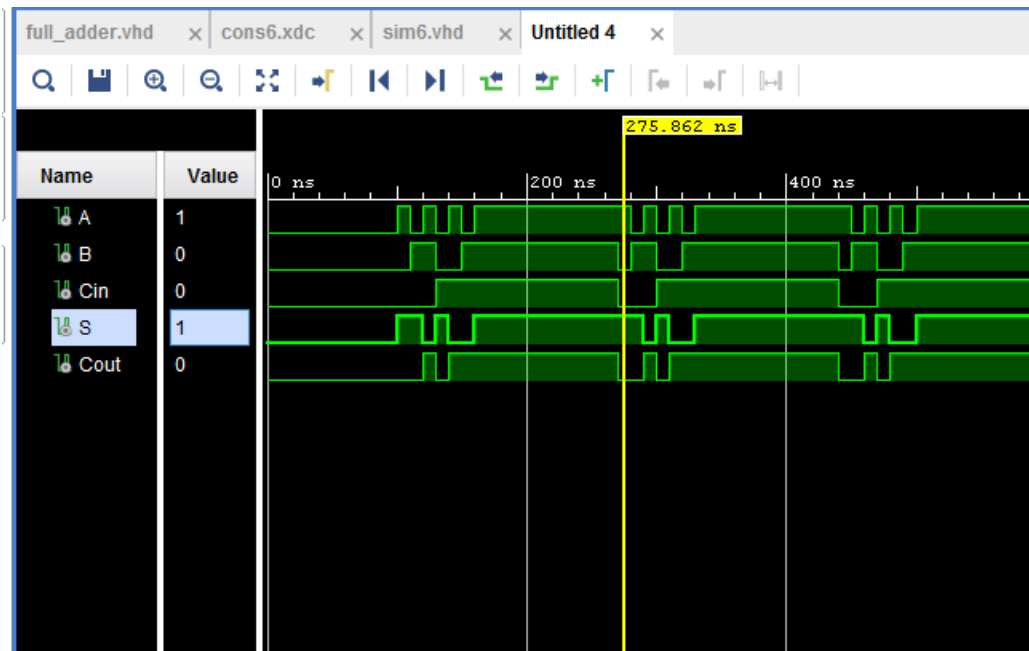 full_adder.vhd × cons6.xdc × sim6.vhd × Untitled 4 ×
275.862 ns
Name Value 0 ns 200 ns 400 ns
A 1
B 0
Cin 0
S 1
Cout 0